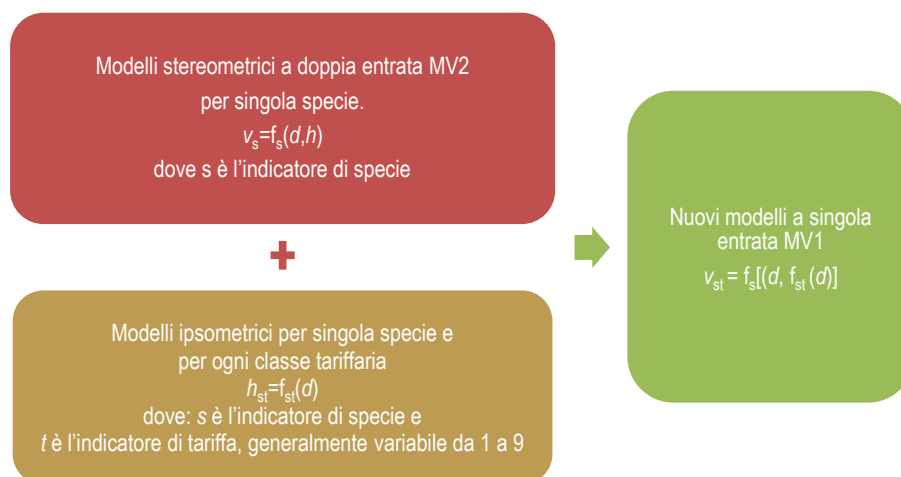 Modelli stereometrici a doppia entrata MV2
per singola specie.
vs=fs(d,h)
dove s è l'indicatore di specie
+
Modelli ipsometrici per singola specie e
per ogni classe tariffaria
hst=fst(d)
dove: s è l'indicatore di specie e
t è l'indicatore di tariffa, generalmente variabile da 1 a 9
Nuovi modelli a singola
entrata MV1
vst = fs[(d, fst (d)]